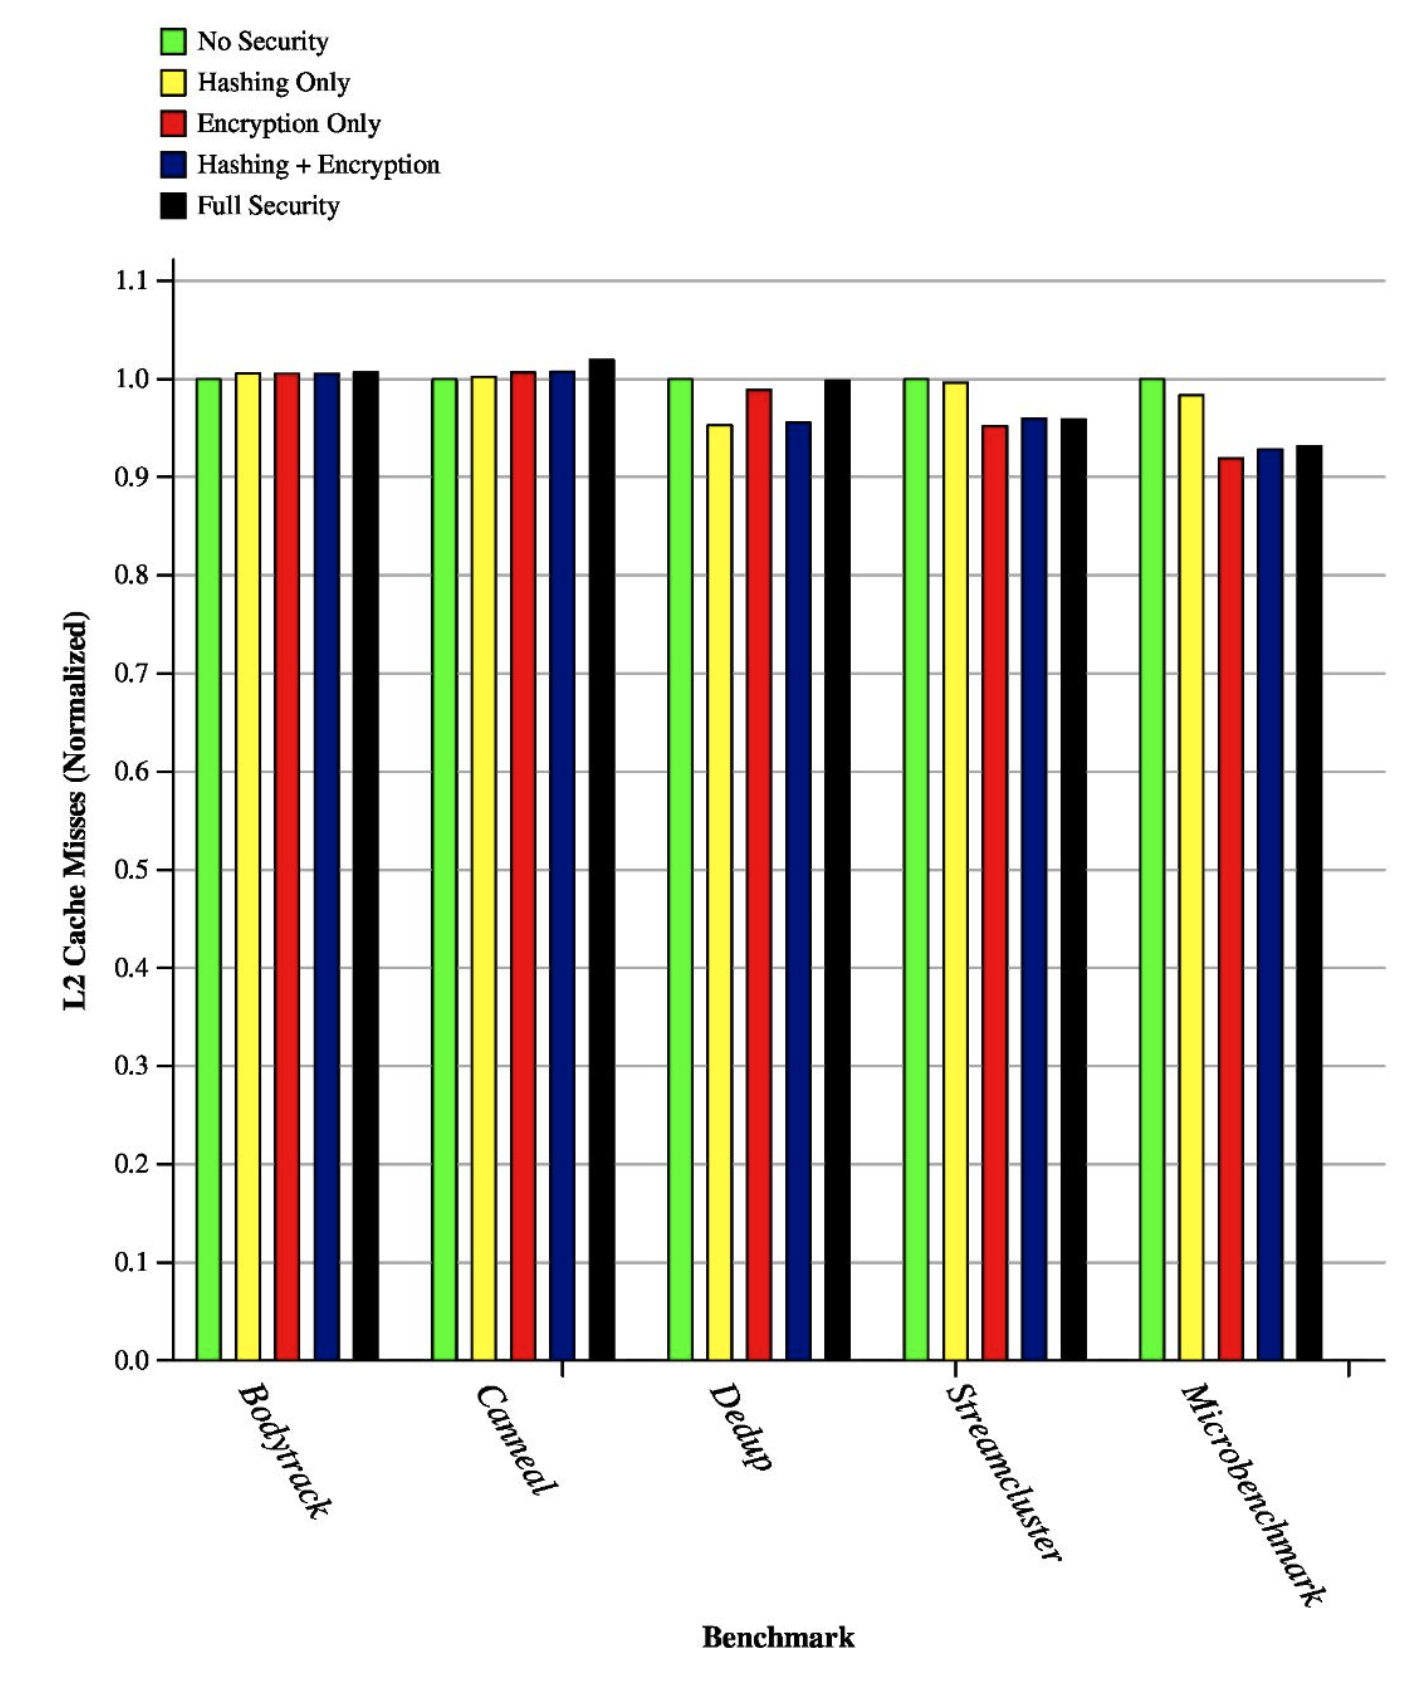 No Security
Hashing Only
Encryption Only
Hashing + Encryption
Full Security
1.1
1.0
0.9
0.8
0.7
0.6
0.5
0.4
0.3
0.2
0.1
0.0
L2 Cache Misses (Normalized)
Bodytrack
Canneal
Dedup
Streamcluster
Microbenchmark
Benchmark